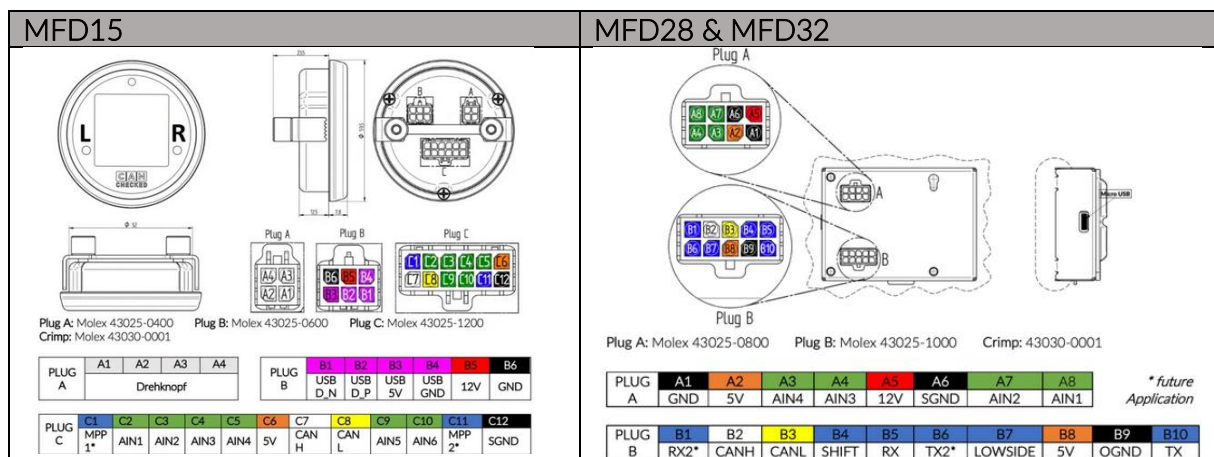 MFD15
MFD28 & MFD32
L R
CAN
CHECKED
B A
C
Plug A Plug B Plug C
A4 A3
A2 A1
B6 B5 B4
B3 B2 B1
C1 C2 C3 C4 C5 C6
C7 C8 C9 C10 C11 C12
Plug A: Molex 43025-0400 Plug B: Molex 43025-0600 Plug C: Molex 43025-1200
Crimp: Molex 43030-0001
PLUG A A1 A2 A3 A4
Drehknopf
PLUG B B1 B2 B3 B4 B5 B6
USB D_N USB D_P USB 5V USB GND 12V GND
PLUG C C1 C2 C3 C4 C5 C6 C7 C8 C9 C10 C11 C12
MPP 1* AIN1 AIN2 AIN3 AIN4 5V CAN H CAN L AIN5 AIN6 MPP 2* SGND
Plug A
A8 A7 A6 A5
A4 A3 A2 A1
A
Micro USB
B1 B2 B3 B4 B5
B6 B7 B8 B9 B10
B
Plug B
Plug A: Molex 43025-0800 Plug B: Molex 43025-1000 Crimp: 43030-0001
PLUG A A1 A2 A3 A4 A5 A6 A7 A8
GND 5V AIN4 AIN3 12V SGND AIN2 AIN1
* future
Application
PLUG B B1 B2 B3 B4 B5 B6 B7 B8 B9 B10
RX2* CANH CANL SHIFT RX TX2* LOWSIDE 5V OGND TX